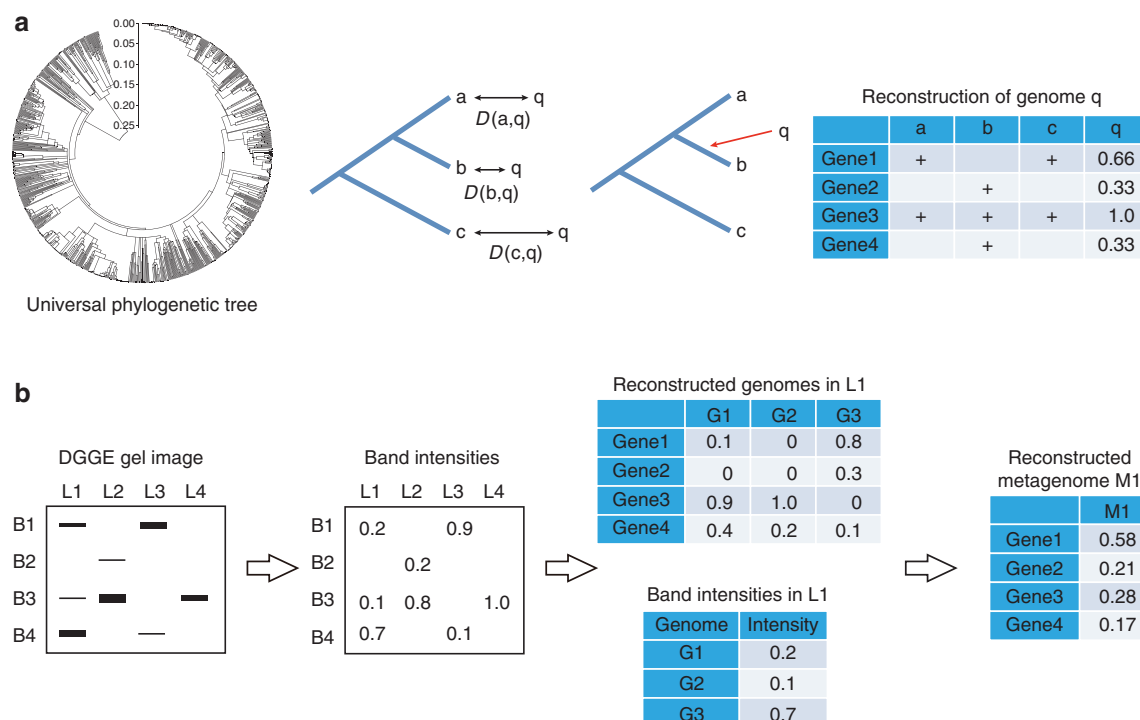 a
0.00
0.05
0.10
0.15
0.20
0.25
Universal phylogenetic tree
a q
D(a,q)
b q
D(b,q)
c q
D(c,q)
a
q
b
c
Reconstruction of genome q
a b c q
Gene1 + + 0.66
Gene2 + 0.33
Gene3 + + + 1.0
Gene4 + 0.33
b
DGGE gel image
L1 L2 L3 L4
B1
B2
B3
B4
Band intensities
L1 L2 L3 L4
B1 0.2 0.9
B2 0.2
B3 0.1 0.8 1.0
B4 0.7 0.1
Reconstructed genomes in L1
G1 G2 G3
Gene1 0.1 0 0.8
Gene2 0 0 0.3
Gene3 0.9 1.0 0
Gene4 0.4 0.2 0.1
Band intensities in L1
Genome Intensity
G1 0.2
G2 0.1
G3 0.7
Reconstructed
metagenome M1
M1
Gene1 0.58
Gene2 0.21
Gene3 0.28
Gene4 0.17